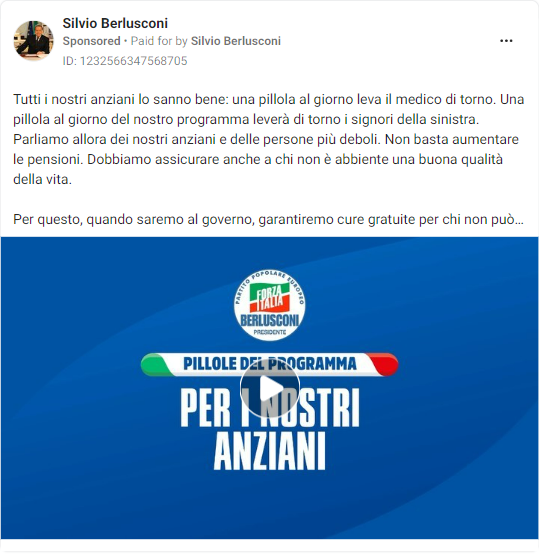 Silvio Berlusconi
Sponsored • Paid for by Silvio Berlusconi
ID: 1232566347568705
Tutti i nostri anziani lo sanno bene: una pillola al giorno leva il medico di torno. Una
pillola al giorno del nostro programma leverà di torno i signori della sinistra.
Parliamo allora dei nostri anziani e delle persone più deboli. Non basta aumentare
le pensioni. Dobbiamo assicurare anche a chi non è abbiente una buona qualità
della vita.
Per questo, quando saremo al governo, garantiremo cure gratuite per chi non può...
PARTITO POPOLARE EUROPEO
FORZA
ITALIA
BERLUSCONI
PRESIDENTE
PILLOLE DEL PROGRAMMA
PER I NOSTRI
ANZIANI